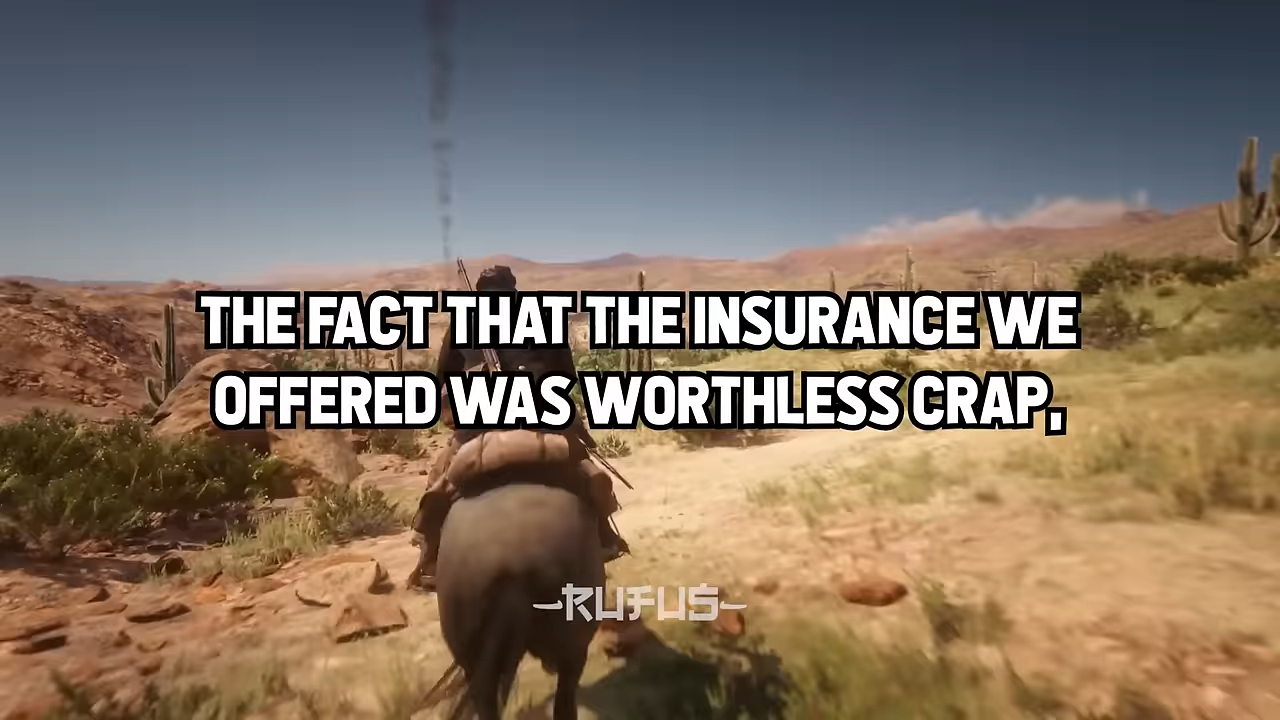 THE FACT THAT THE INSURANCE WE
OFFERED WAS WORTHLESS CRAP,
-RUFUS-